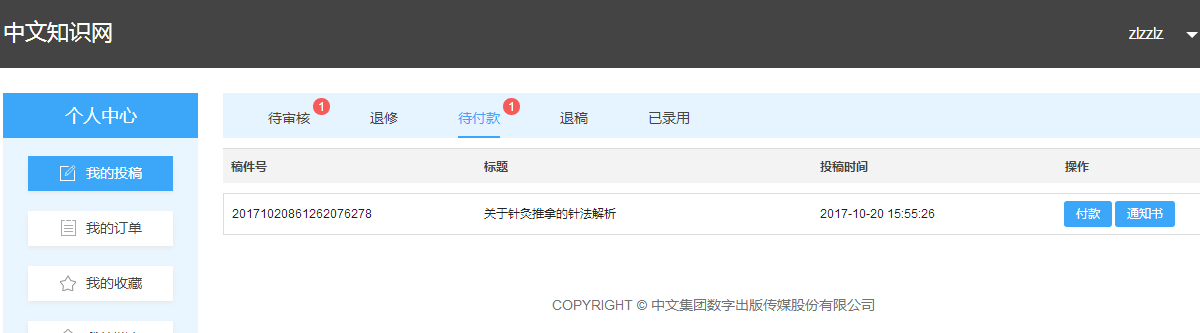 中文知识网
zlzzlz
个人中心
我的投稿
我的订单
我的收藏
待审核 1 退修 待付款 1 退稿 已录用
稿件号 标题 投稿时间 操作
20171020861262076278 关于针灸推拿的针法解析 2017-10-20 15:55:26 付款 通知书
COPYRIGHT © 中文集团数字出版传媒股份有限公司